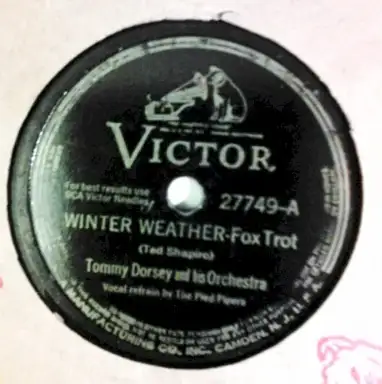 VICTOR
For best results use
RCA Victor Needles
27749-A
WINTER WEATHER-Fox Trot
(Ted Shapiro)
Tommy Dorsey and his Orchestra
Vocal refrain by The Pied Pipers
MANUFACTURING CO., INC., CAMDEN, N. J., U. S. A.